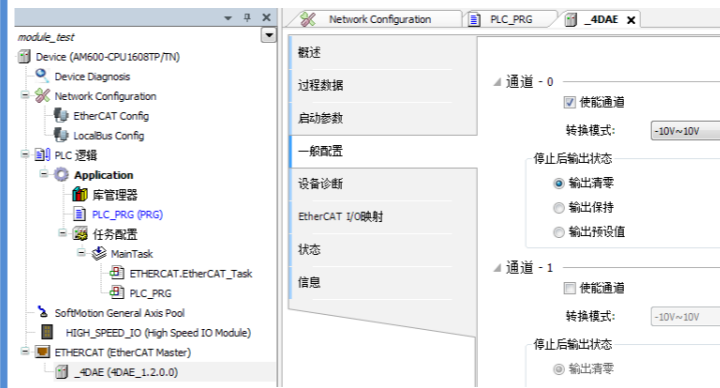 Network Configuration
PLC_PRG
_4DAE
module_test
Device (AM600-CPU1608TP/TN)
Device Diagnosis
Network Configuration
EtherCAT Config
LocalBus Config
PLC 逻辑
Application
库管理器
PLC_PRG (PRG)
任务配置
MainTask
ETHERCAT.EtherCAT_Task
PLC_PRG
SoftMotion General Axis Pool
HIGH_SPEED_IO (High Speed IO Module)
ETHERCAT (EtherCAT Master)
_4DAE (4DAE_1.2.0.0)
概述
过程数据
启动参数
一般配置
设备诊断
EtherCAT I/O映射
状态
信息
通道 - 0
使能通道
转换模式:
-10V~10V
停止后输出状态
输出清零
输出保持
输出预设值
通道 - 1
使能通道
转换模式:
-10V~10V
停止后输出状态
输出清零